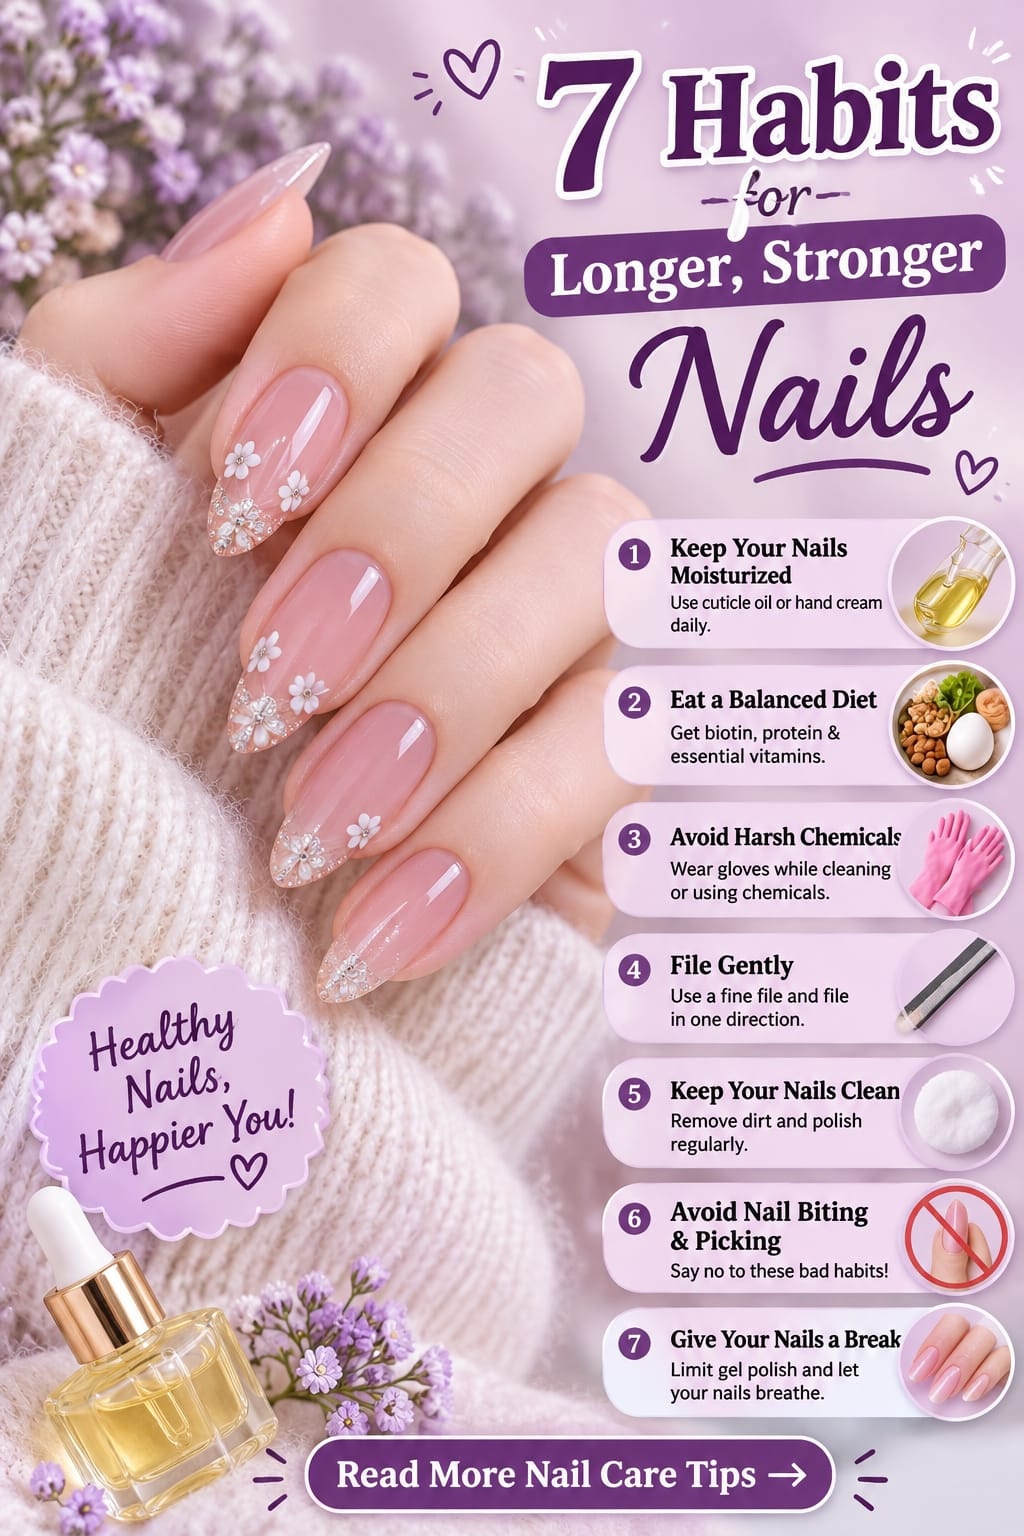 7 Habits
for
Longer, Stronger
Nails
1
Keep Your Nails
Moisturized
Use cuticle oil or hand cream
daily.
2
Eat a Balanced Diet
Get biotin, protein &
essential vitamins.
3
Avoid Harsh Chemicals
Wear gloves while cleaning
or using chemicals.
4
File Gently
Use a fine file and file
in one direction.
5
Keep Your Nails Clean
Remove dirt and polish
regularly.
6
Avoid Nail Biting
& Picking
Say no to these bad habits!
7
Give Your Nails a Break
Limit gel polish and let
your nails breathe.
Healthy
Nails,
Happier You!
Read More Nail Care Tips →